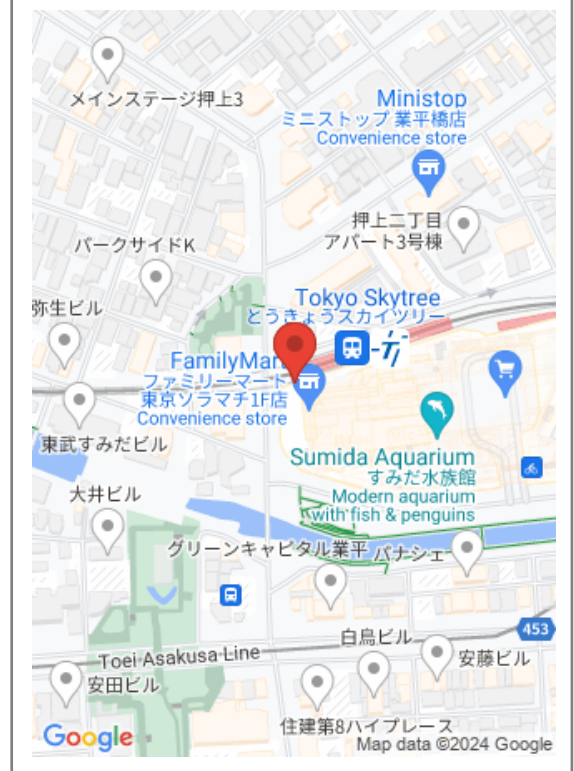 メインステージ押上3
Ministop
ミニストップ 業平橋店
Convenience store
押上二丁目
アパート3号棟
パークサイドK
弥生ビル
Tokyo Skytree
とうきょうスカイツリー
FamilyMar
ファミリーマート
東京ソラマチ1F店
Convenience store
東武すみだビル
Sumida Aquarium
すみだ水族館
Modern aquarium
with fish & penguins
大井ビル
グリーンキャピタル業平
パナシェ
453
白鳥ビル
Toei Asakusa Line
安藤ビル
安田ビル
住建第8ハイプレース
Google
Map data ©2024 Google